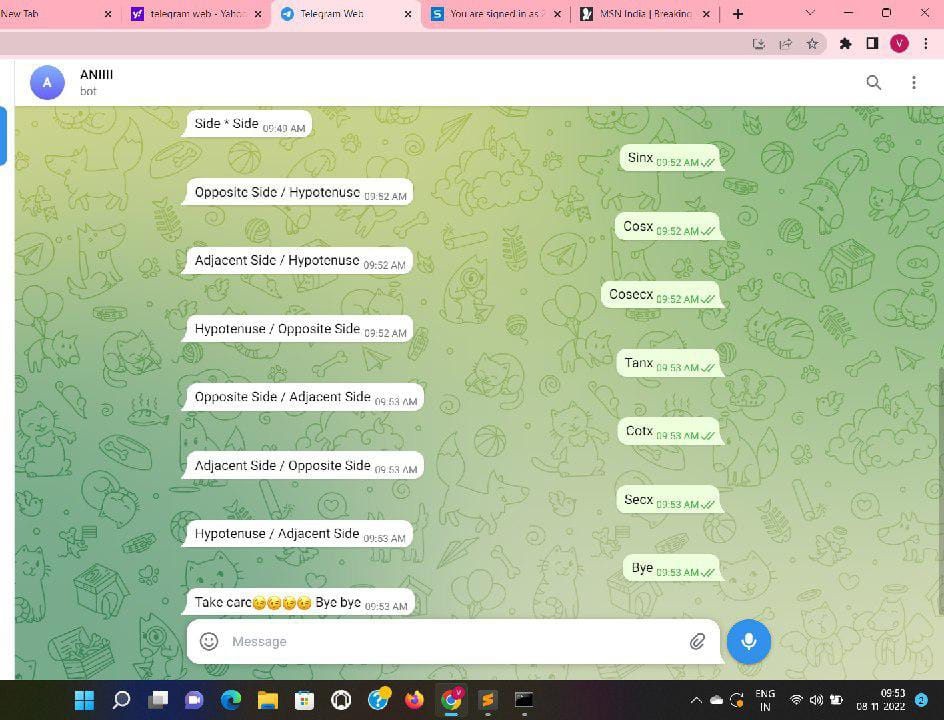 New Tab
telegram web - Yahoo
Telegram Web
You are signed in as 2
MSN India | Breaking
V
A
ANIIII
bot
Side * Side 09:49 AM
Sinx 09:52 AM
Opposite Side / Hypotenuse 09:52 AM
Cosx 09:52 AM
Adjacent Side / Hypotenuse 09:52 AM
Cosecx 09:52 AM
Hypotenuse / Opposite Side 09:52 AM
Tanx 09:53 AM
Opposite Side / Adjacent Side 09:53 AM
Cotx 09:53 AM
Adjacent Side / Opposite Side 09:53 AM
Secx 09:53 AM
Hypotenuse / Adjacent Side 09:53 AM
Bye 09:53 AM
Take care😉😉😉😉 Bye bye 09:53 AM
Message
ENG
IN
09:53
08-11-2022
2